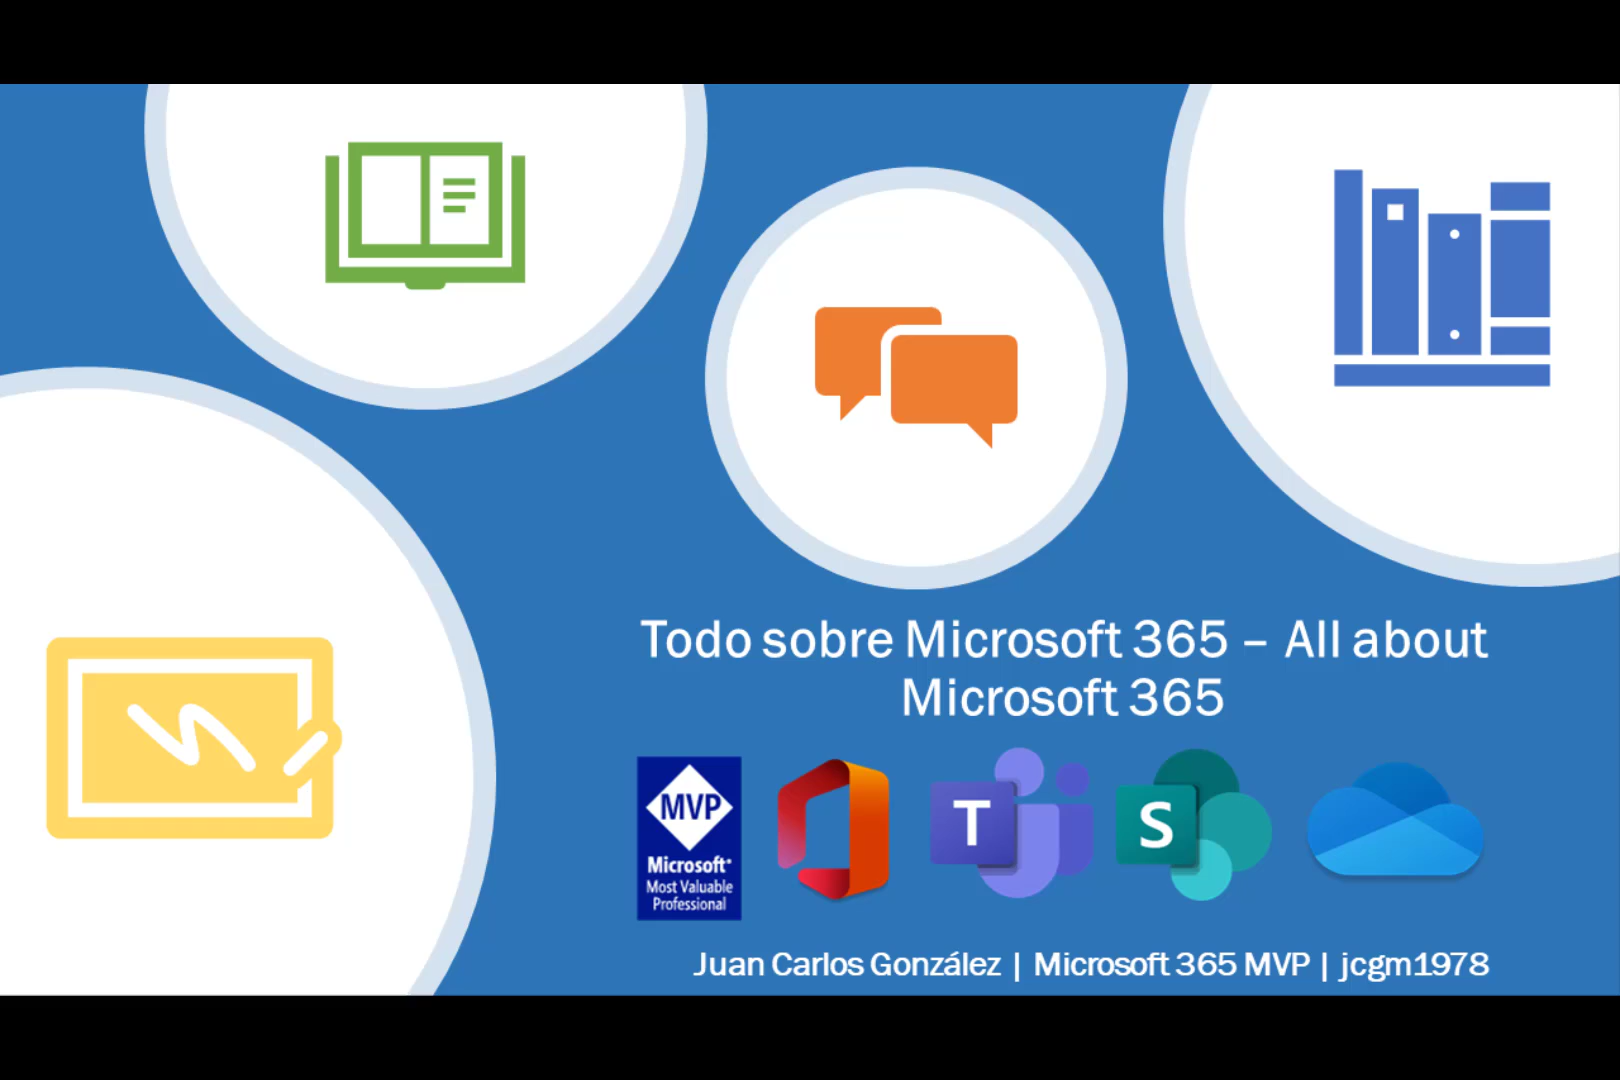 Todo sobre Microsoft 365 – All about
Microsoft 365
MVP
Microsoft®
Most Valuable
Professional
T
S
Juan Carlos González | Microsoft 365 MVP | jcgm1978